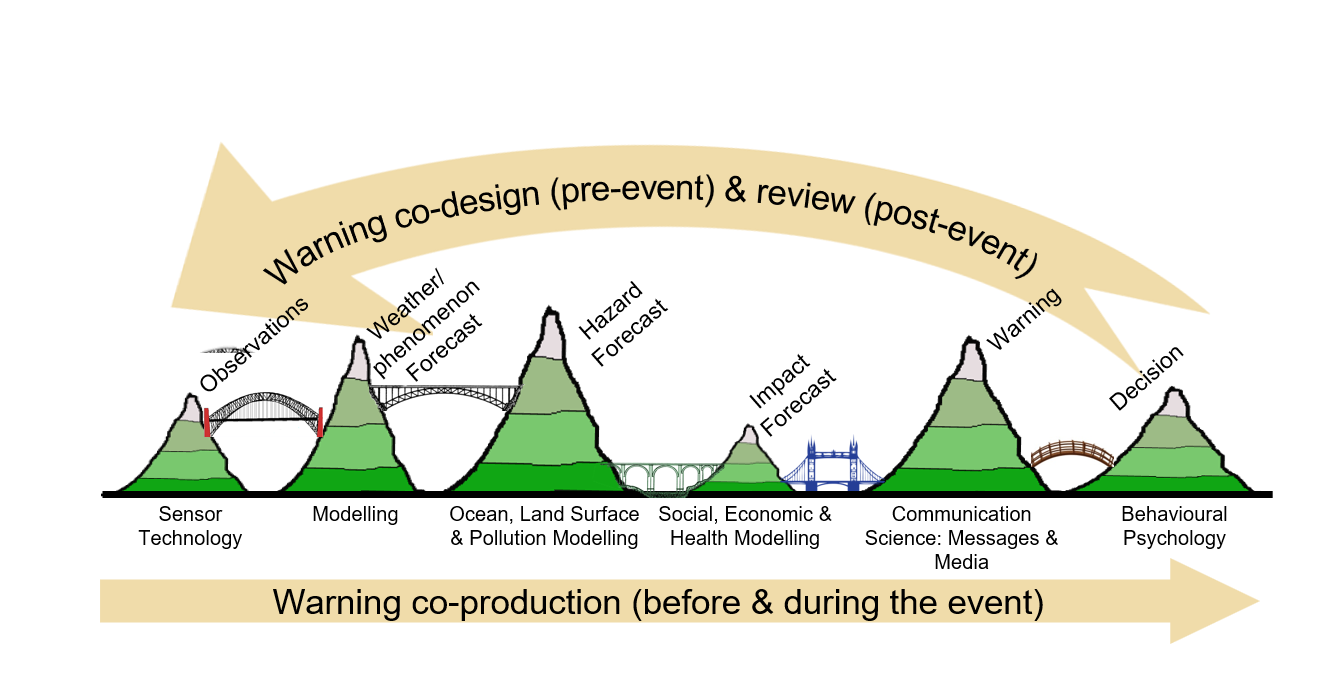 Warning co-design (pre-event) & review (post-event)
Observations
Weather/
phenomenon
Forecast
Hazard
Forecast
Impact
Forecast
Warning
Decision
Sensor
Technology
Modelling
Ocean, Land Surface
& Pollution Modelling
Social, Economic &
Health Modelling
Communication
Science: Messages &
Media
Behavioural
Psychology
Warning co-production (before & during the event)